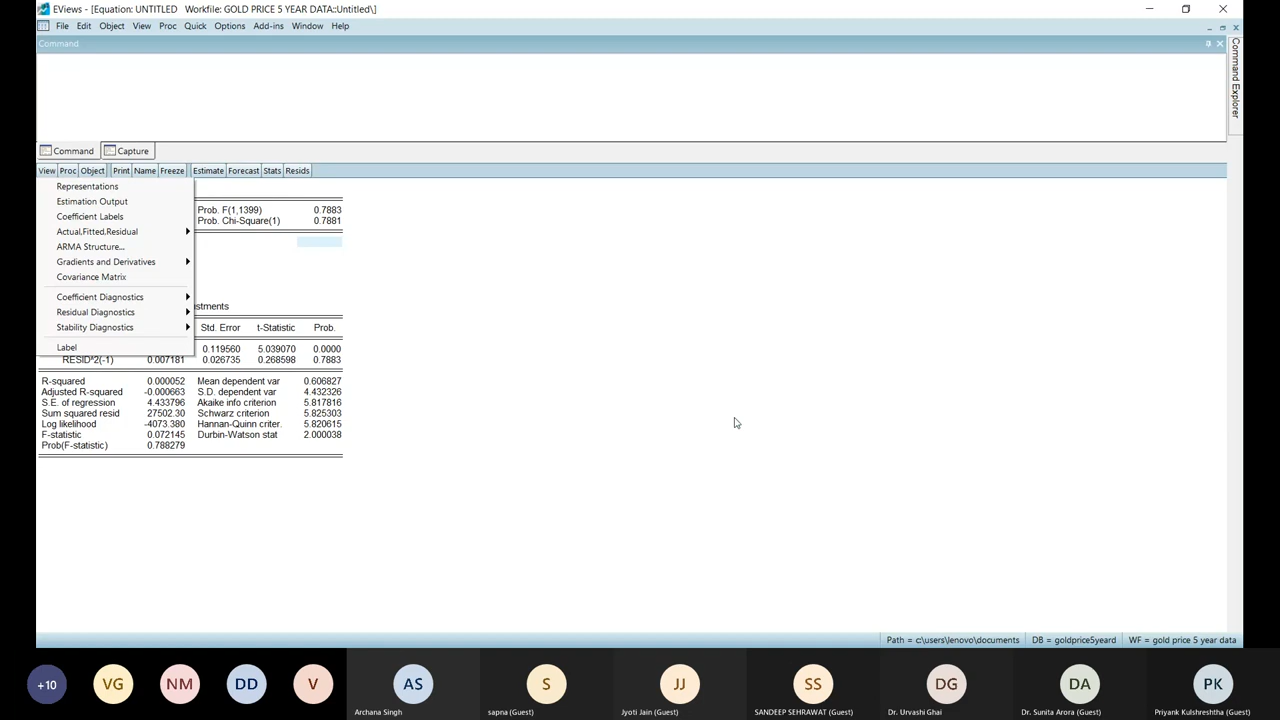 EViews - [Equation: UNTITLED   Workfile: GOLD PRICE 5 YEAR DATA::Untitled\]
File Edit Object View Proc Quick Options Add-ins Window Help
Command
Command Explorer
Command Capture
View Proc Object Print Name Freeze Estimate Forecast Stats Resids
Representations
Estimation Output
Coefficient Labels
Actual,Fitted,Residual
ARMA Structure...
Gradients and Derivatives
Covariance Matrix
Coefficient Diagnostics
Residual Diagnostics
Stability Diagnostics
Label
Prob. F(1,1399) 0.7883
Prob. Chi-Square(1) 0.7881
stments
Std. Error t-Statistic Prob.
0.119560 5.039070 0.0000
RESID^2(-1) 0.007181 0.026735 0.268598 0.7883
R-squared 0.000052 Mean dependent var 0.606827
Adjusted R-squared -0.000663 S.D. dependent var 4.432326
S.E. of regression 4.433796 Akaike info criterion 5.817816
Sum squared resid 27502.30 Schwarz criterion 5.825303
Log likelihood -4073.380 Hannan-Quinn criter. 5.820615
F-statistic 0.072145 Durbin-Watson stat 2.000038
Prob(F-statistic) 0.788279
Path = c:\users\lenovo\documents DB = goldprice5yeard WF = gold price 5 year data
+10 VG NM DD V AS S JJ SS DG DA PK
Archana Singh sapna (Guest) Jyoti Jain (Guest) SANDEEP SEHRAWAT (Guest) Dr. Urvashi Ghai Dr. Sunita Arora (Guest) Priyank Kulshreshtha (Guest)